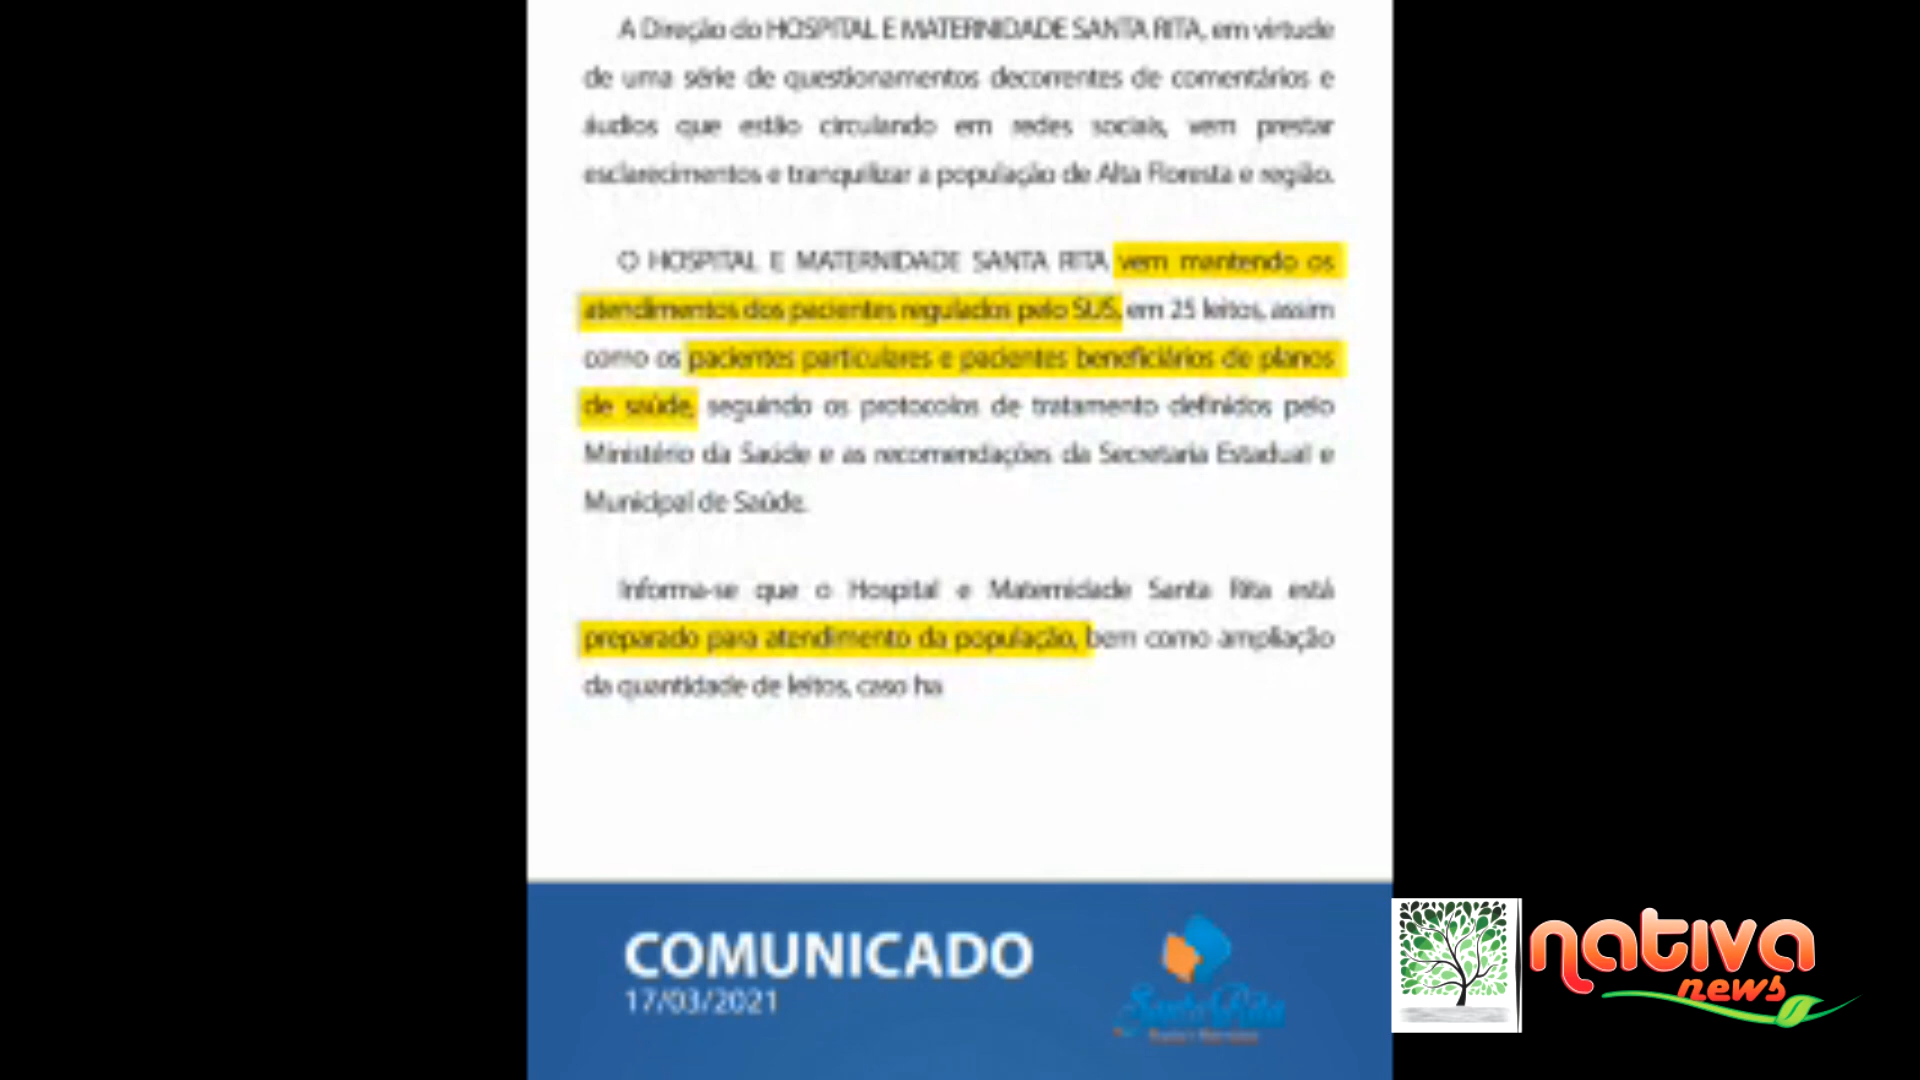 A Direção do HOSPITAL E MATERNIDADE SANTA RITA, em virtude
de uma série de questionamentos decorrentes de comentários e
áudios que estão circulando em redes sociais, vem prestar
esclarecimentos e tranquilizar a população de Alta Floresta e região.
O HOSPITAL E MATERNIDADE SANTA RITA vem mantendo os
atendimentos dos pacientes regulados pelo SUS, em 25 leitos, assim
como os pacientes particulares e pacientes beneficiários de planos
de saúde, seguindo os protocolos de tratamento definidos pelo
Ministério da Saúde e as recomendações da Secretaria Estadual e
Municipal de Saúde.
Informa-se que o Hospital e Maternidade Santa Rita está
preparado para atendimento da população, bem como ampliação
da quantidade de leitos, caso ha
COMUNICADO
17/03/2021
Santa Rita
nativa
news